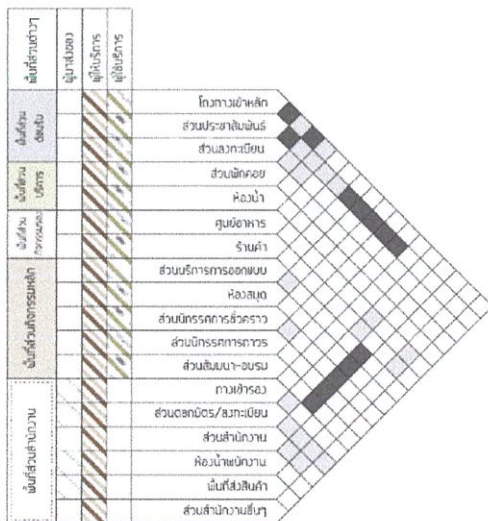 พื้นที่ส่วนต่างๆ
ผู้มาส่งของ
ผู้ให้บริการ
ผู้ใช้บริการ
พื้นที่ส่วน
ต้อนรับ
พื้นที่ส่วน
บริการ
พื้นที่ส่วน
กิจกรรมรอง
พื้นที่ส่วนกิจกรรมหลัก
พื้นที่ส่วนสำนักงาน
โถงทางเข้าหลัก
ส่วนประชาสัมพันธ์
ส่วนลงทะเบียน
ส่วนพักคอย
ห้องน้ำ
ศูนย์อาหาร
ร้านค้า
ส่วนบริการการออกแบบ
ห้องสมุด
ส่วนนิทรรศการชั่วคราว
ส่วนนิทรรศการถาวร
ส่วนสัมมนา-อบรม
ทางเข้ารอง
ส่วนตอกบัตร/ลงทะเบียน
ส่วนสำนักงาน
ห้องน้ำพนักงาน
พื้นที่ส่งสินค้า
ส่วนสำนักงานอื่นๆ